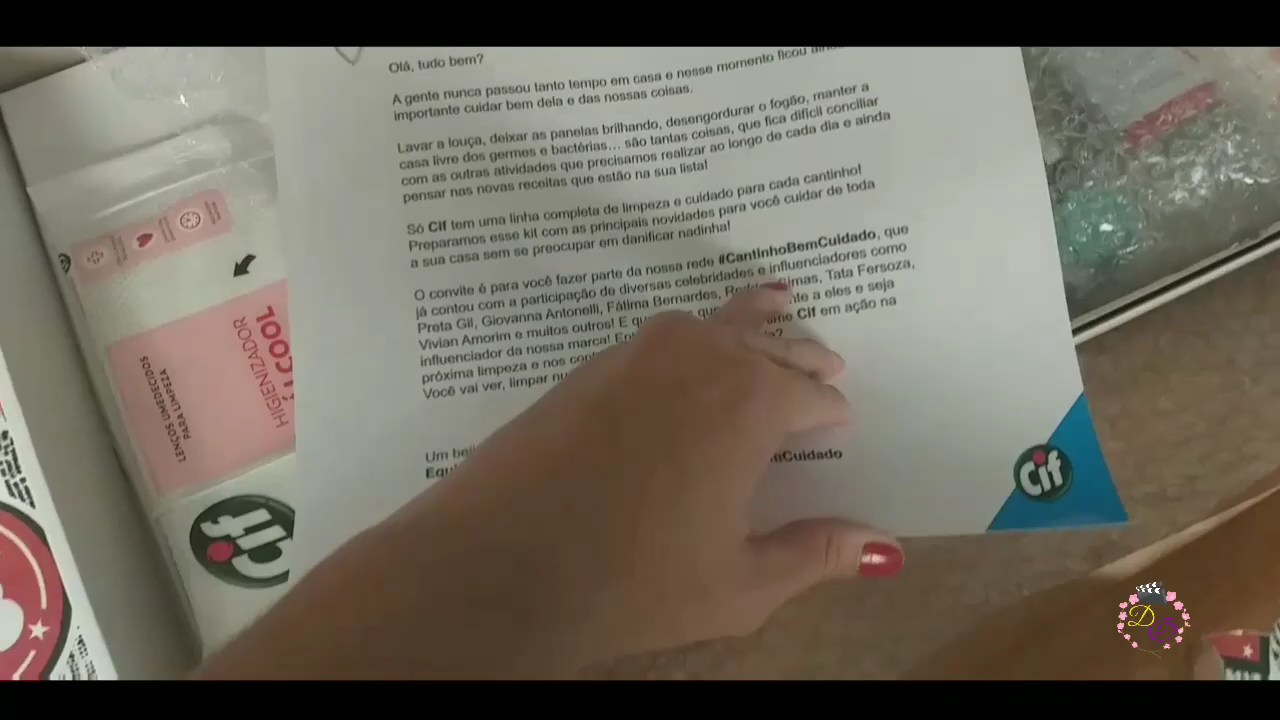 Olá, tudo bem?
A gente nunca passou tanto tempo em casa e nesse momento ficou
importante cuidar bem dela e das nossas coisas.
Lavar a louça, deixar as panelas brilhando, desengordurar o fogão, manter a
casa livre dos germes e bactérias... são tantas coisas, que fica difícil conciliar
com as outras atividades que precisamos realizar ao longo de cada dia e ainda
pensar nas novas receitas que estão na sua lista!
Só Cif tem uma linha completa de limpeza e cuidado para cada cantinho!
Preparamos esse kit com as principais novidades para você cuidar de toda
a sua casa sem se preocupar em danificar nadinha!
O convite é para você fazer parte da nossa rede #CantinhoBemCuidado, que
já contou com a participação de diversas celebridades e influenciadores como
Preta Gil, Giovanna Antonelli, Fátima Bernardes, Tata Fersoza,
Vivian Amorim e muitos outros! E a eles e seja
influenciador da nossa marca! Cif em ação na
próxima limpeza e nos
Você vai ver, limpar
Um
Cif
HIGIENIZADOR
LENÇOS UMEDECIDOS
PARA LIMPEZA
Cif
D